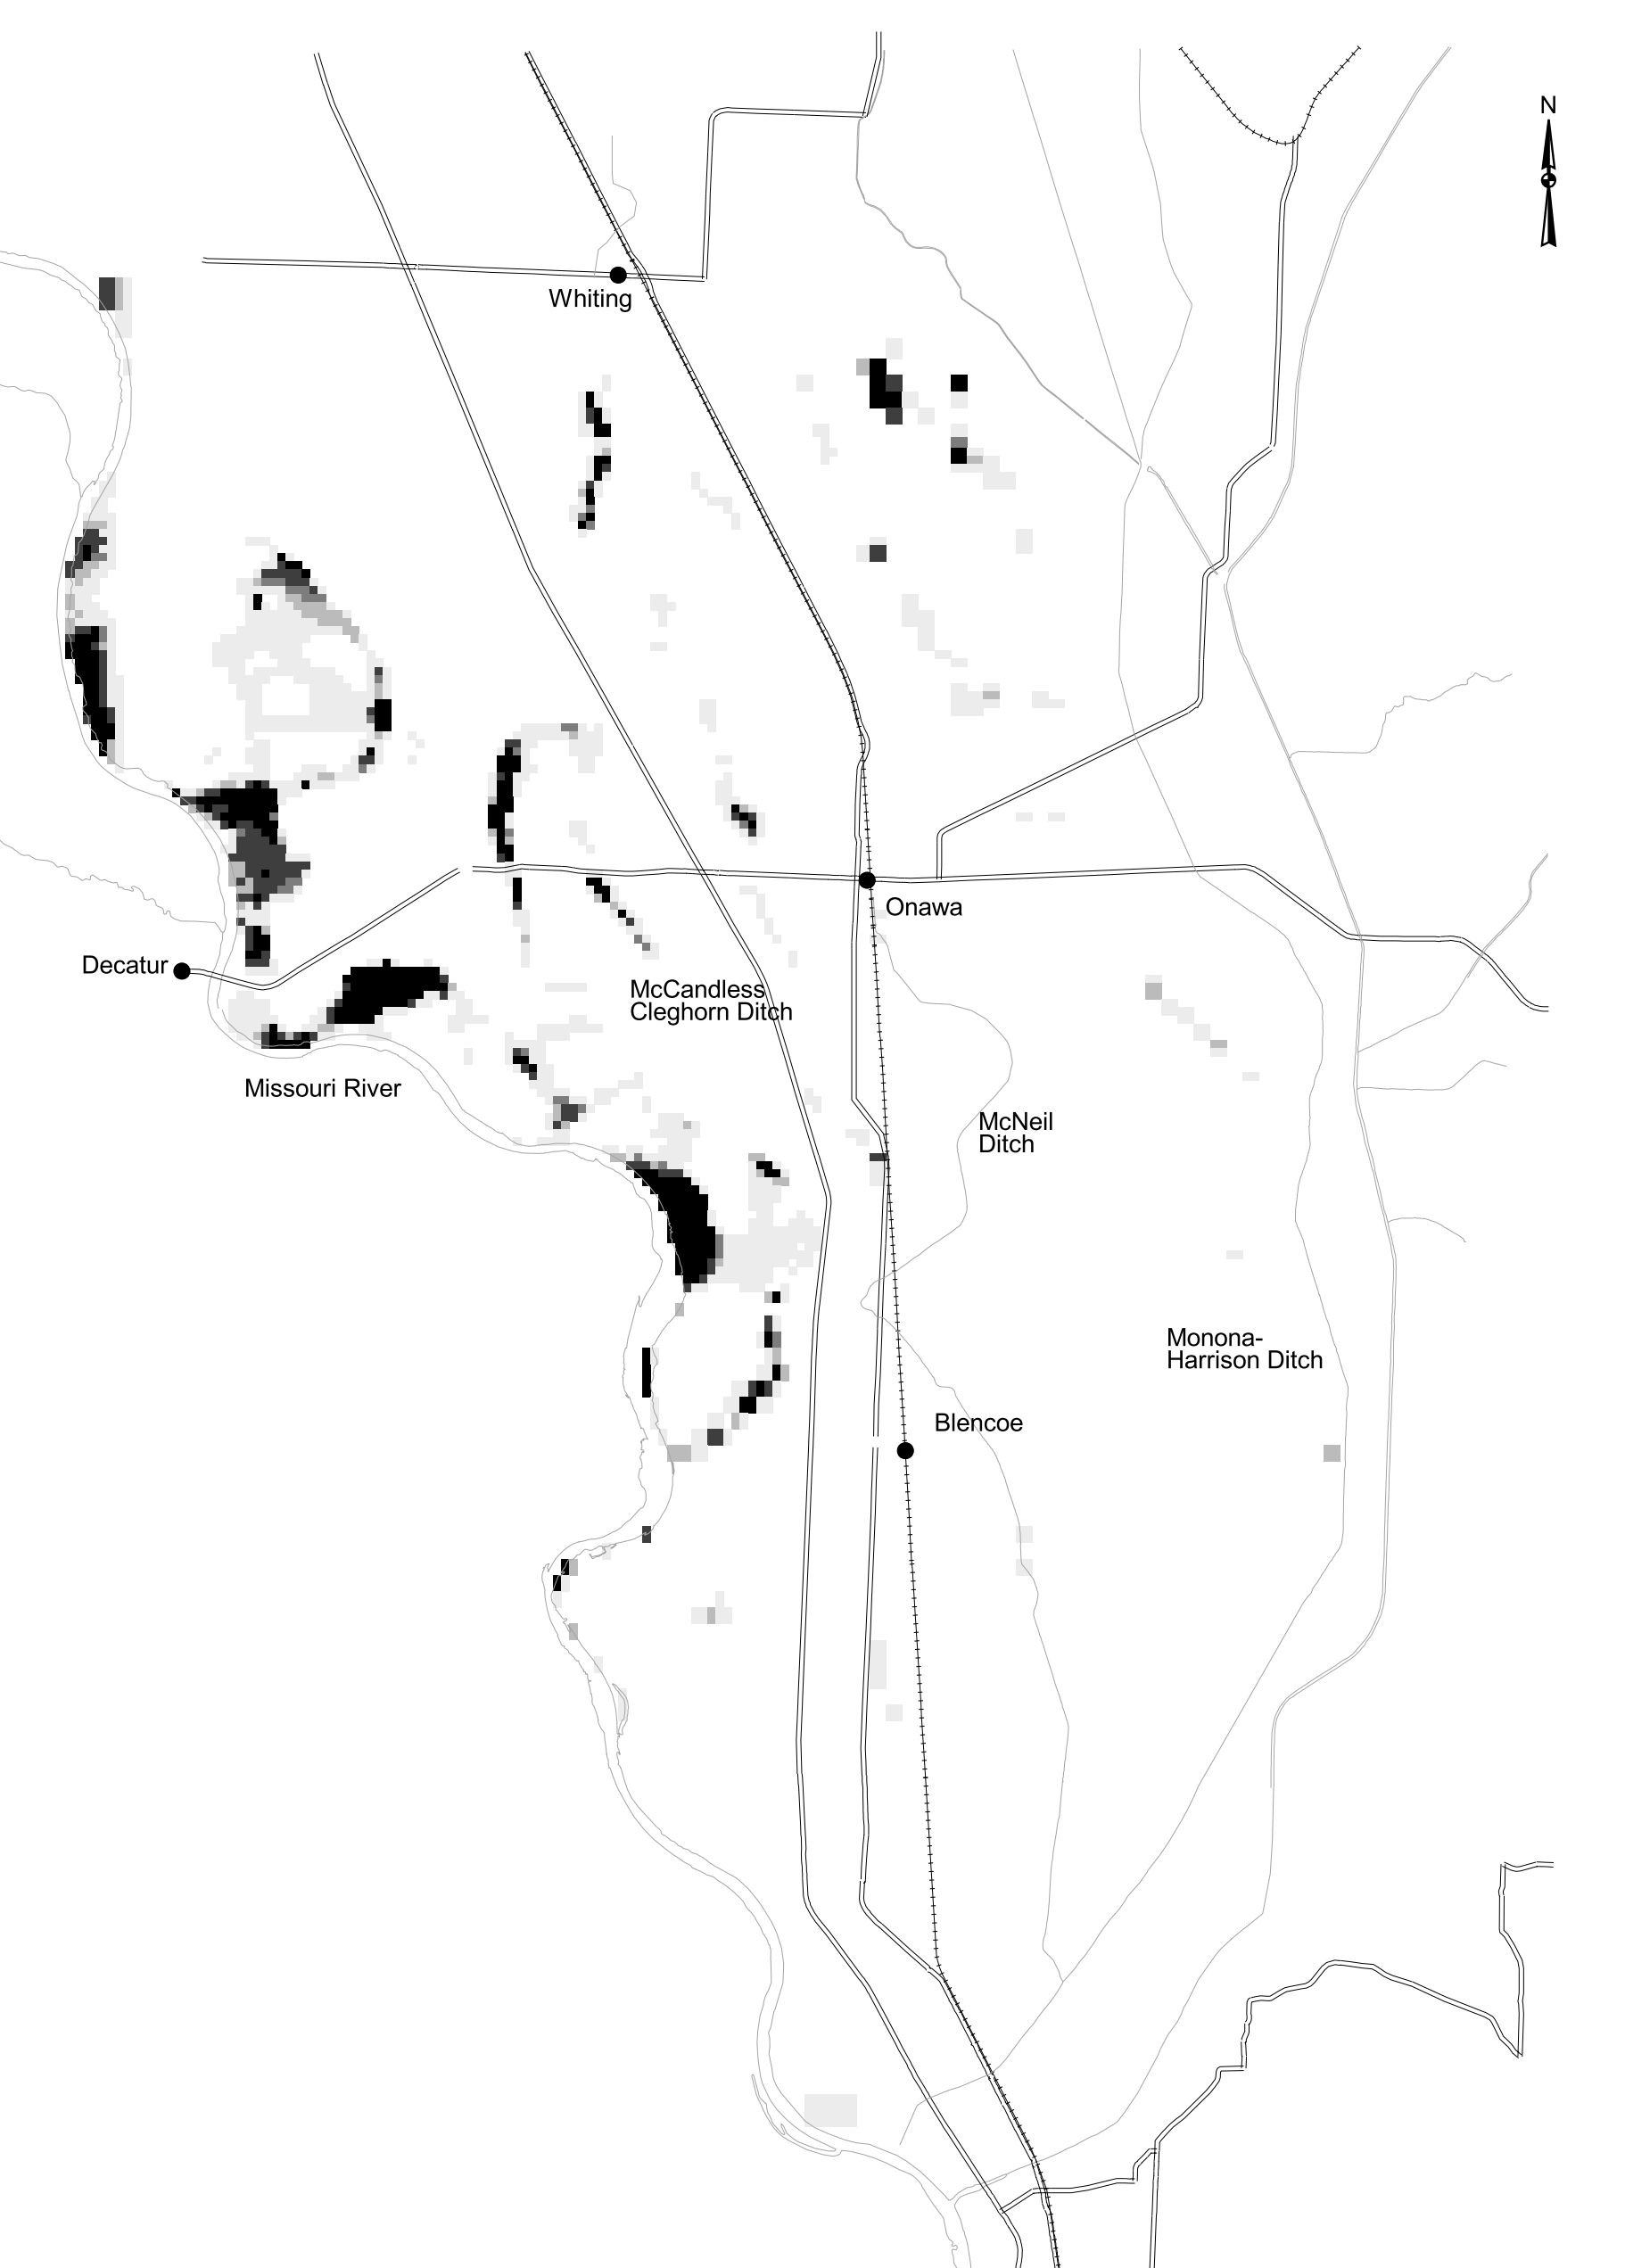 N
Whiting
Onawa
Decatur
McCandless
Cleghorn Ditch
Missouri River
McNeil
Ditch
Monona-
Harrison Ditch
Blencoe